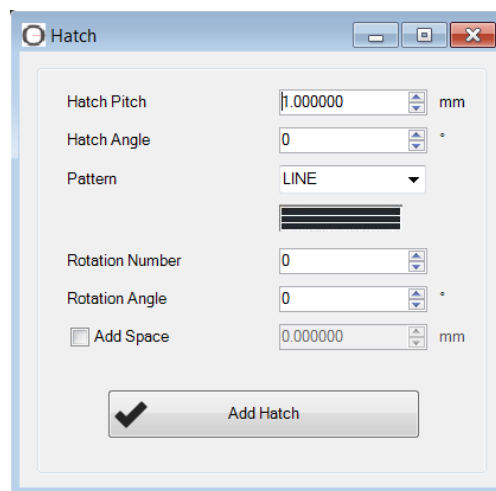 Hatch
Hatch Pitch 1.000000 mm
Hatch Angle 0 °
Pattern LINE
Rotation Number 0
Rotation Angle 0 °
Add Space 0.000000 mm
Add Hatch